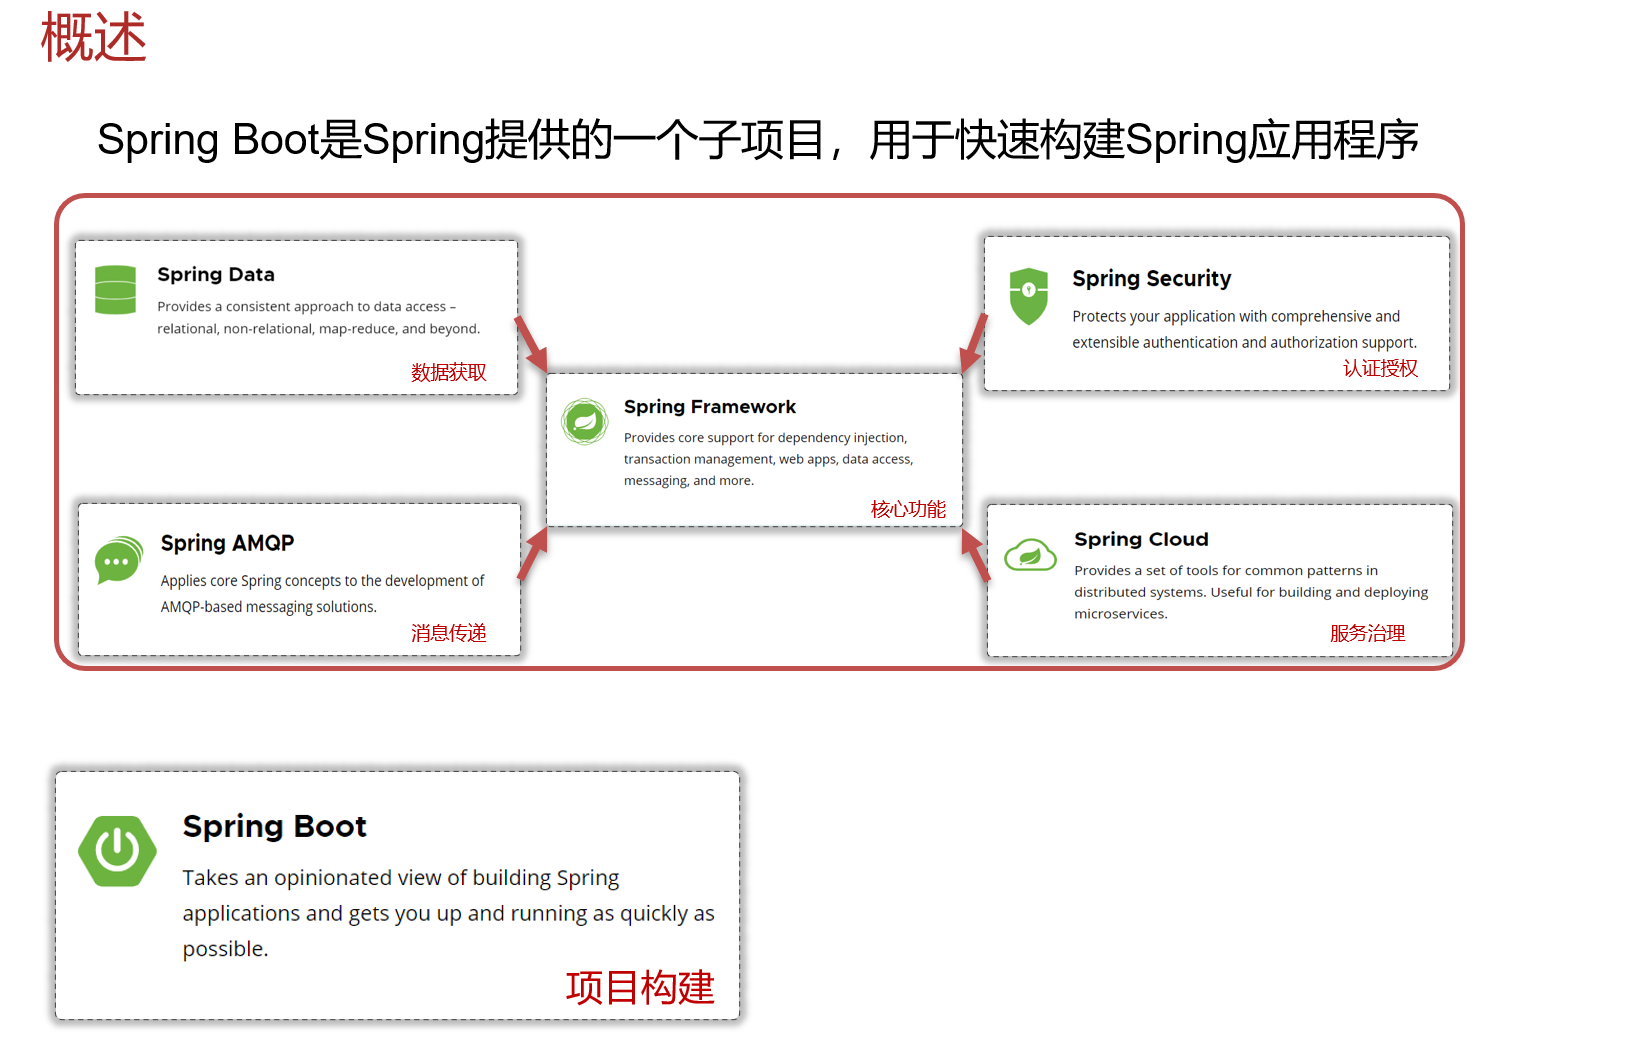 概述
Spring Boot是Spring提供的一个子项目，用于快速构建Spring应用程序
Spring Data
Provides a consistent approach to data access –
relational, non-relational, map-reduce, and beyond.
数据获取
Spring Security
Protects your application with comprehensive and
extensible authentication and authorization support.
认证授权
Spring Framework
Provides core support for dependency injection,
transaction management, web apps, data access,
messaging, and more.
核心功能
Spring AMQP
Applies core Spring concepts to the development of
AMQP-based messaging solutions.
消息传递
Spring Cloud
Provides a set of tools for common patterns in
distributed systems. Useful for building and deploying
microservices.
服务治理
Spring Boot
Takes an opinionated view of building Spring
applications and gets you up and running as quickly as
possible.
项目构建